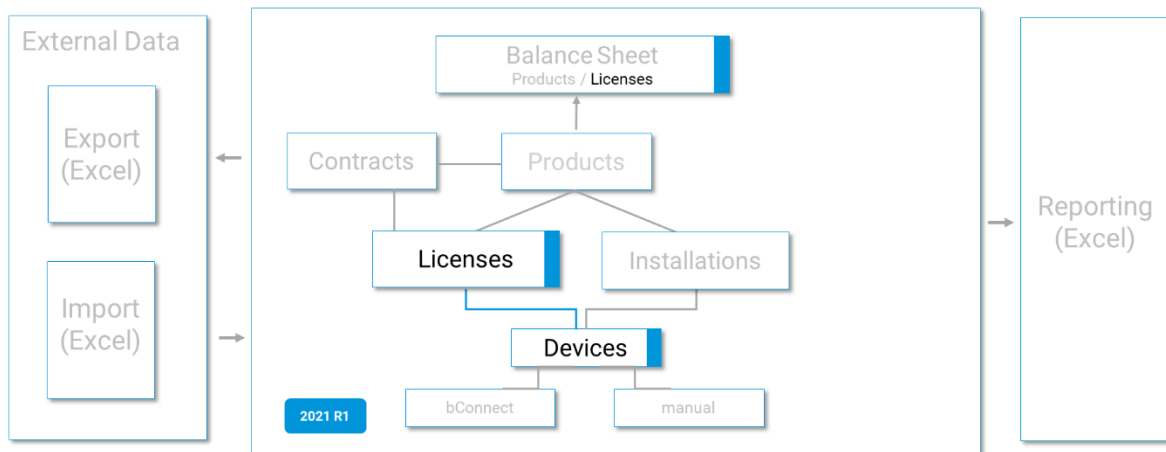 External Data
Export
(Excel)
Import
(Excel)
Balance Sheet
Products / Licenses
Contracts
Products
Licenses
Installations
Devices
bConnect
manual
2021 R1
Reporting
(Excel)